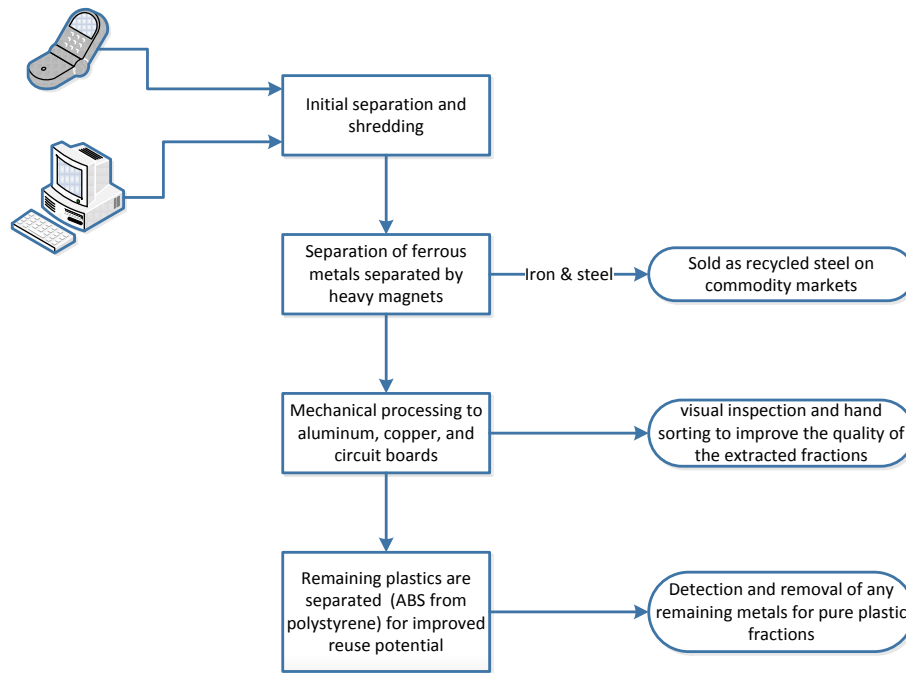 Initial separation and
shredding
Separation of ferrous
metals separated by
heavy magnets
Iron & steel
Sold as recycled steel on
commodity markets
Mechanical processing to
aluminum, copper, and
circuit boards
visual inspection and hand
sorting to improve the quality of
the extracted fractions
Remaining plastics are
separated (ABS from
polystyrene) for improved
reuse potential
Detection and removal of any
remaining metals for pure plastic
fractions